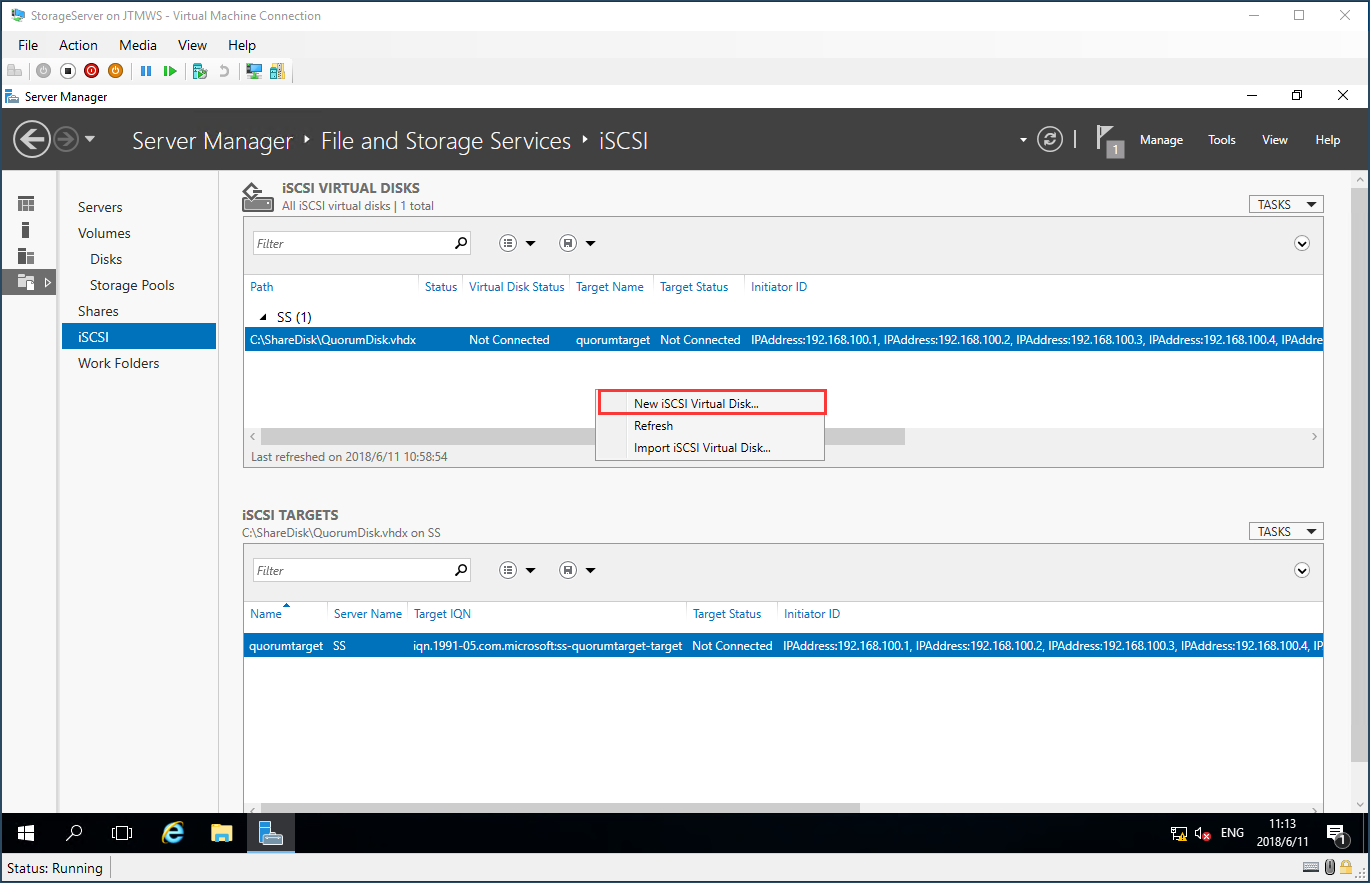 StorageServer on JTMWS - Virtual Machine Connection
File Action Media View Help
Server Manager
Server Manager File and Storage Services iSCSI
1 Manage Tools View Help
Servers
Volumes
Disks
Storage Pools
Shares
iSCSI
Work Folders
iSCSI VIRTUAL DISKS
All iSCSI virtual disks | 1 total
TASKS
Filter
Path Status Virtual Disk Status Target Name Target Status Initiator ID
SS (1)
C:\ShareDisk\QuorumDisk.vhdx Not Connected quorumtarget Not Connected IPAddress:192.168.100.1, IPAddress:192.168.100.2, IPAddress:192.168.100.3, IPAddress:192.168.100.4, IPAddre
New iSCSI Virtual Disk...
Refresh
Import iSCSI Virtual Disk...
Last refreshed on 2018/6/11 10:58:54
iSCSI TARGETS
C:\ShareDisk\QuorumDisk.vhdx on SS
TASKS
Filter
Name Server Name Target IQN Target Status Initiator ID
quorumtarget SS iqn.1991-05.com.microsoft:ss-quorumtarget-target Not Connected IPAddress:192.168.100.1, IPAddress:192.168.100.2, IPAddress:192.168.100.3, IPAddress:192.168.100.4, IP
ENG
11:13
2018/6/11
1
Status: Running